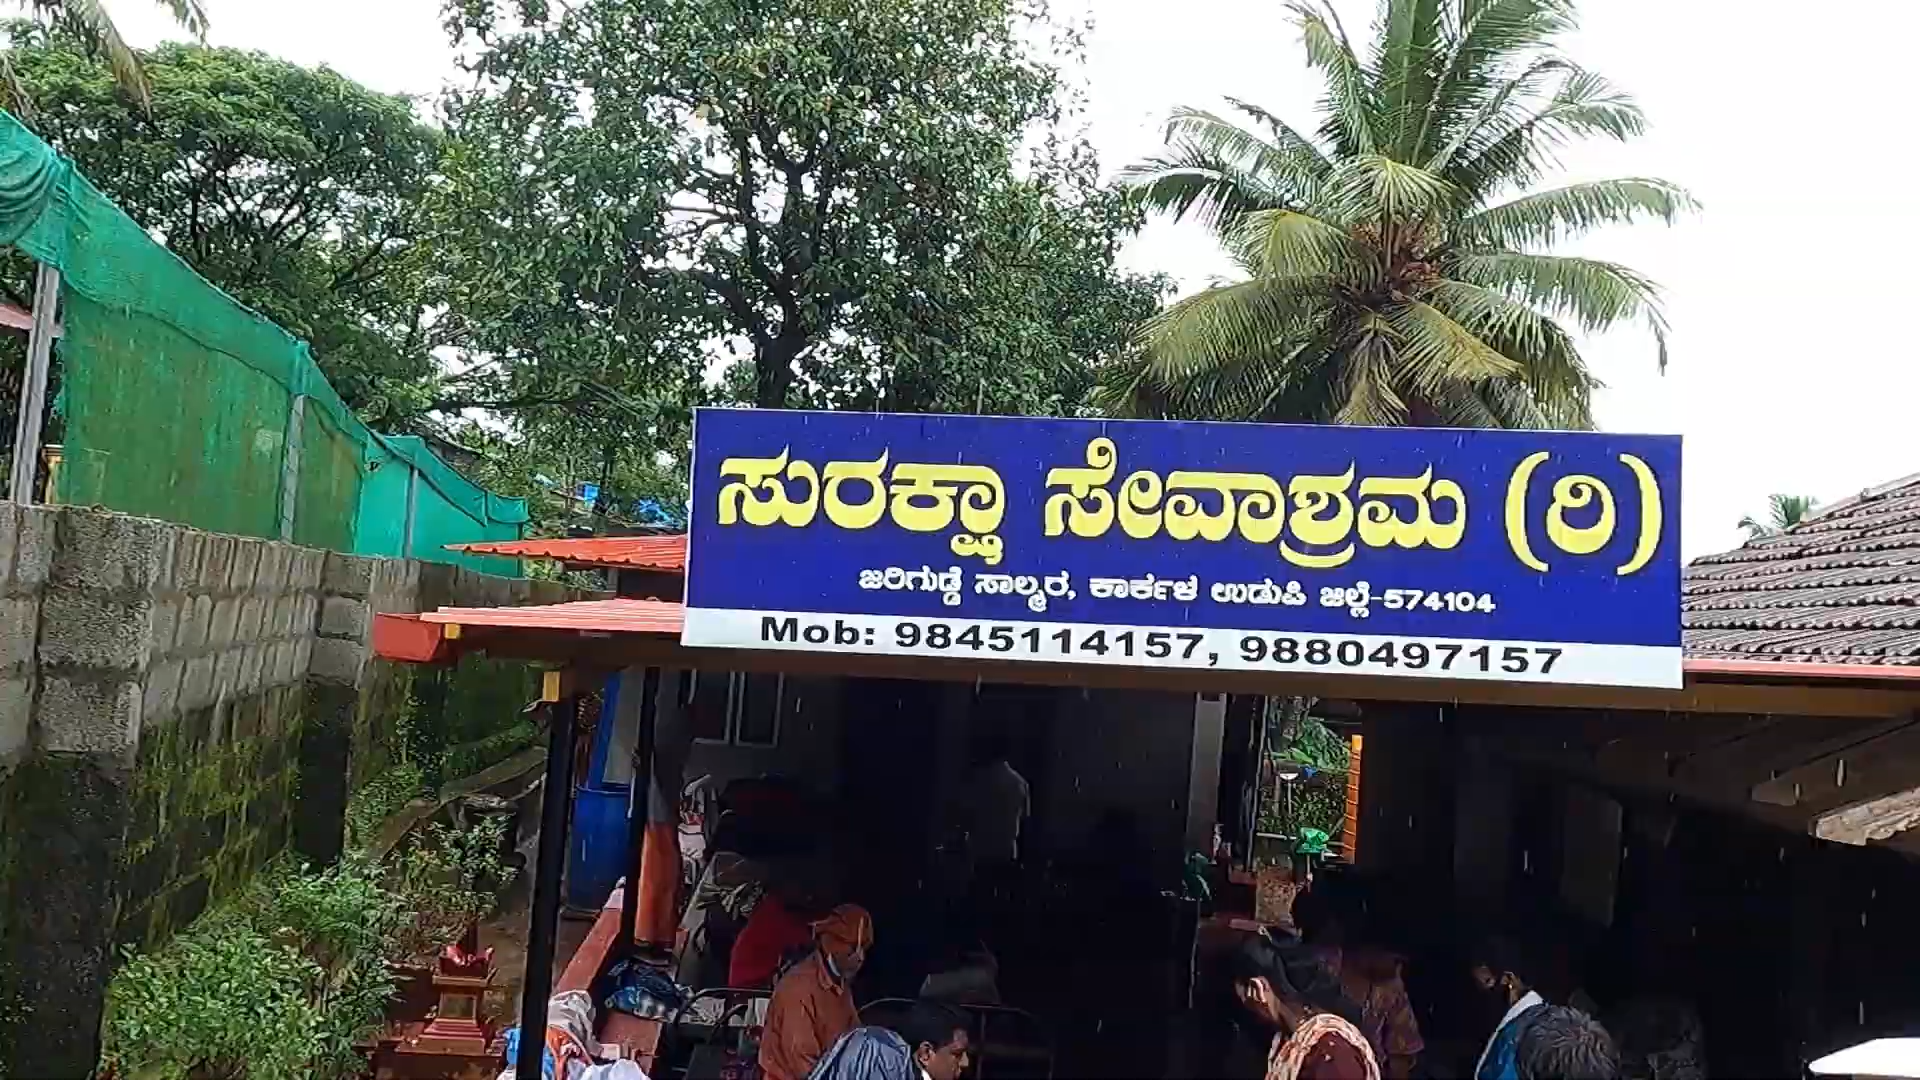 ಸುರಕ್ಷಾ ಸೇವಾಶ್ರಮ (ರಿ)
ಜರಿಗುಡ್ಡೆ ಸಾಲ್ಮರ, ಕಾರ್ಕಳ ಉಡುಪಿ ಜಿಲ್ಲೆ-574104
Mob: 9845114157, 9880497157